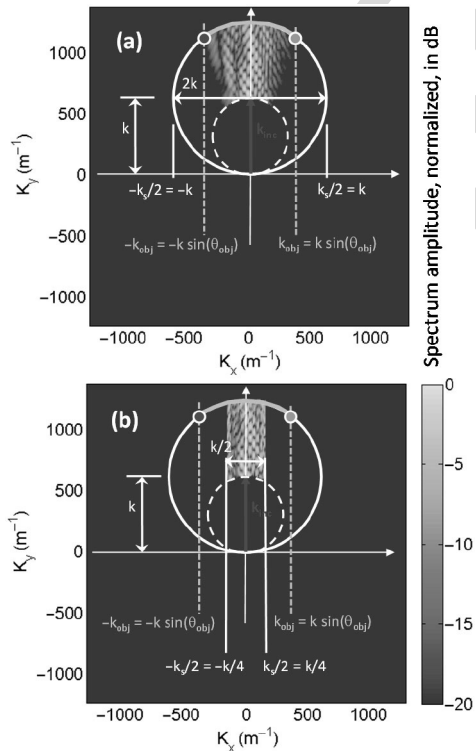 (a)
1000
500
0
−500
−1000
K_y (m⁻¹)
2k
k
k_inc
−k_s/2 = −k
k_s/2 = k
−k_obj = −k sin(θ_obj)
k_obj = k sin(θ_obj)
−1000 −500 0 500 1000
K_x (m⁻¹)
Spectrum amplitude, normalized, in dB
(b)
1000
500
0
−500
−1000
K_y (m⁻¹)
k/2
k
−k_obj = −k sin(θ_obj)
k_obj = k sin(θ_obj)
−k_s/2 = −k/4
k_s/2 = k/4
−1000 −500 0 500 1000
K_x (m⁻¹)
0
−5
−10
−15
−20